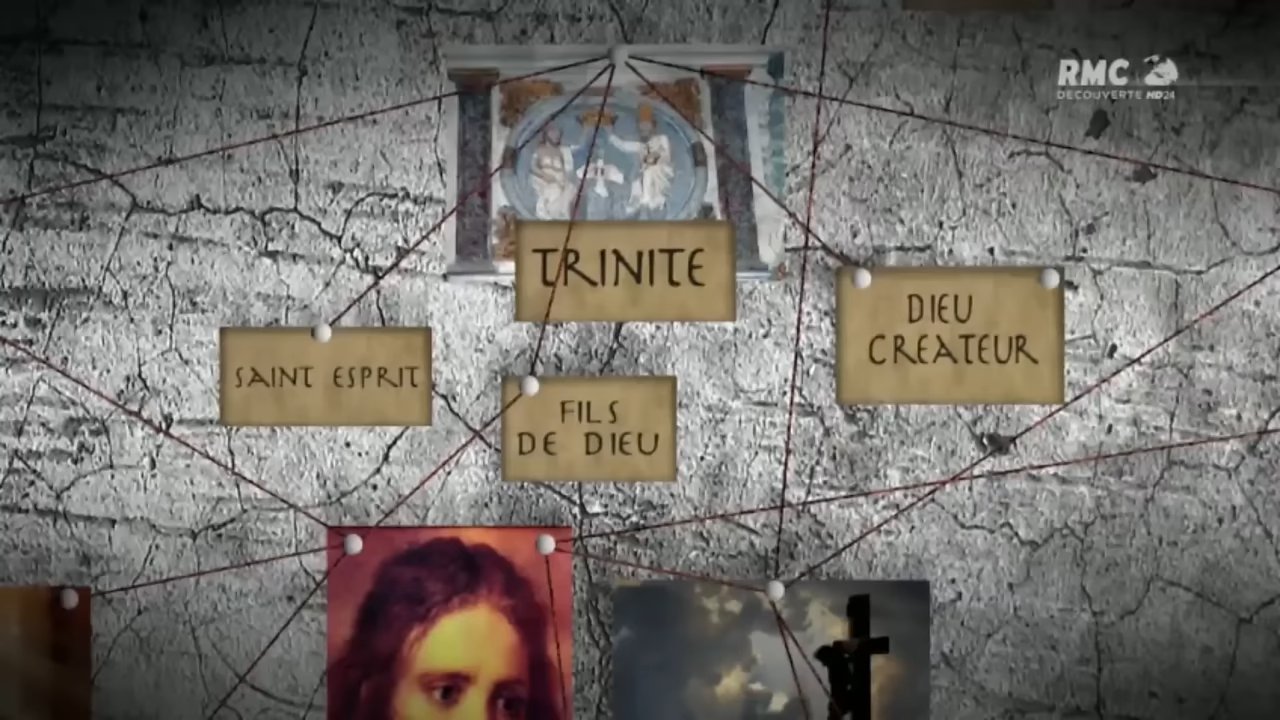 RMC
DECOUVERTE HD24
TRINITE
DIEU
CREATEUR
SAINT ESPRIT
FILS
DE DIEU